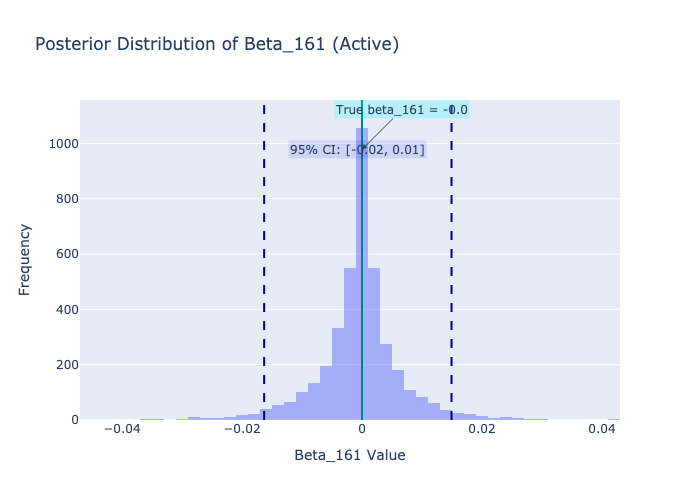 Posterior Distribution of Beta_161 (Active)
True beta_161 = -0.0
95% CI: [-0.02, 0.01]
1000
800
600
400
200
0
Frequency
−0.04
−0.02
0
0.02
0.04
Beta_161 Value